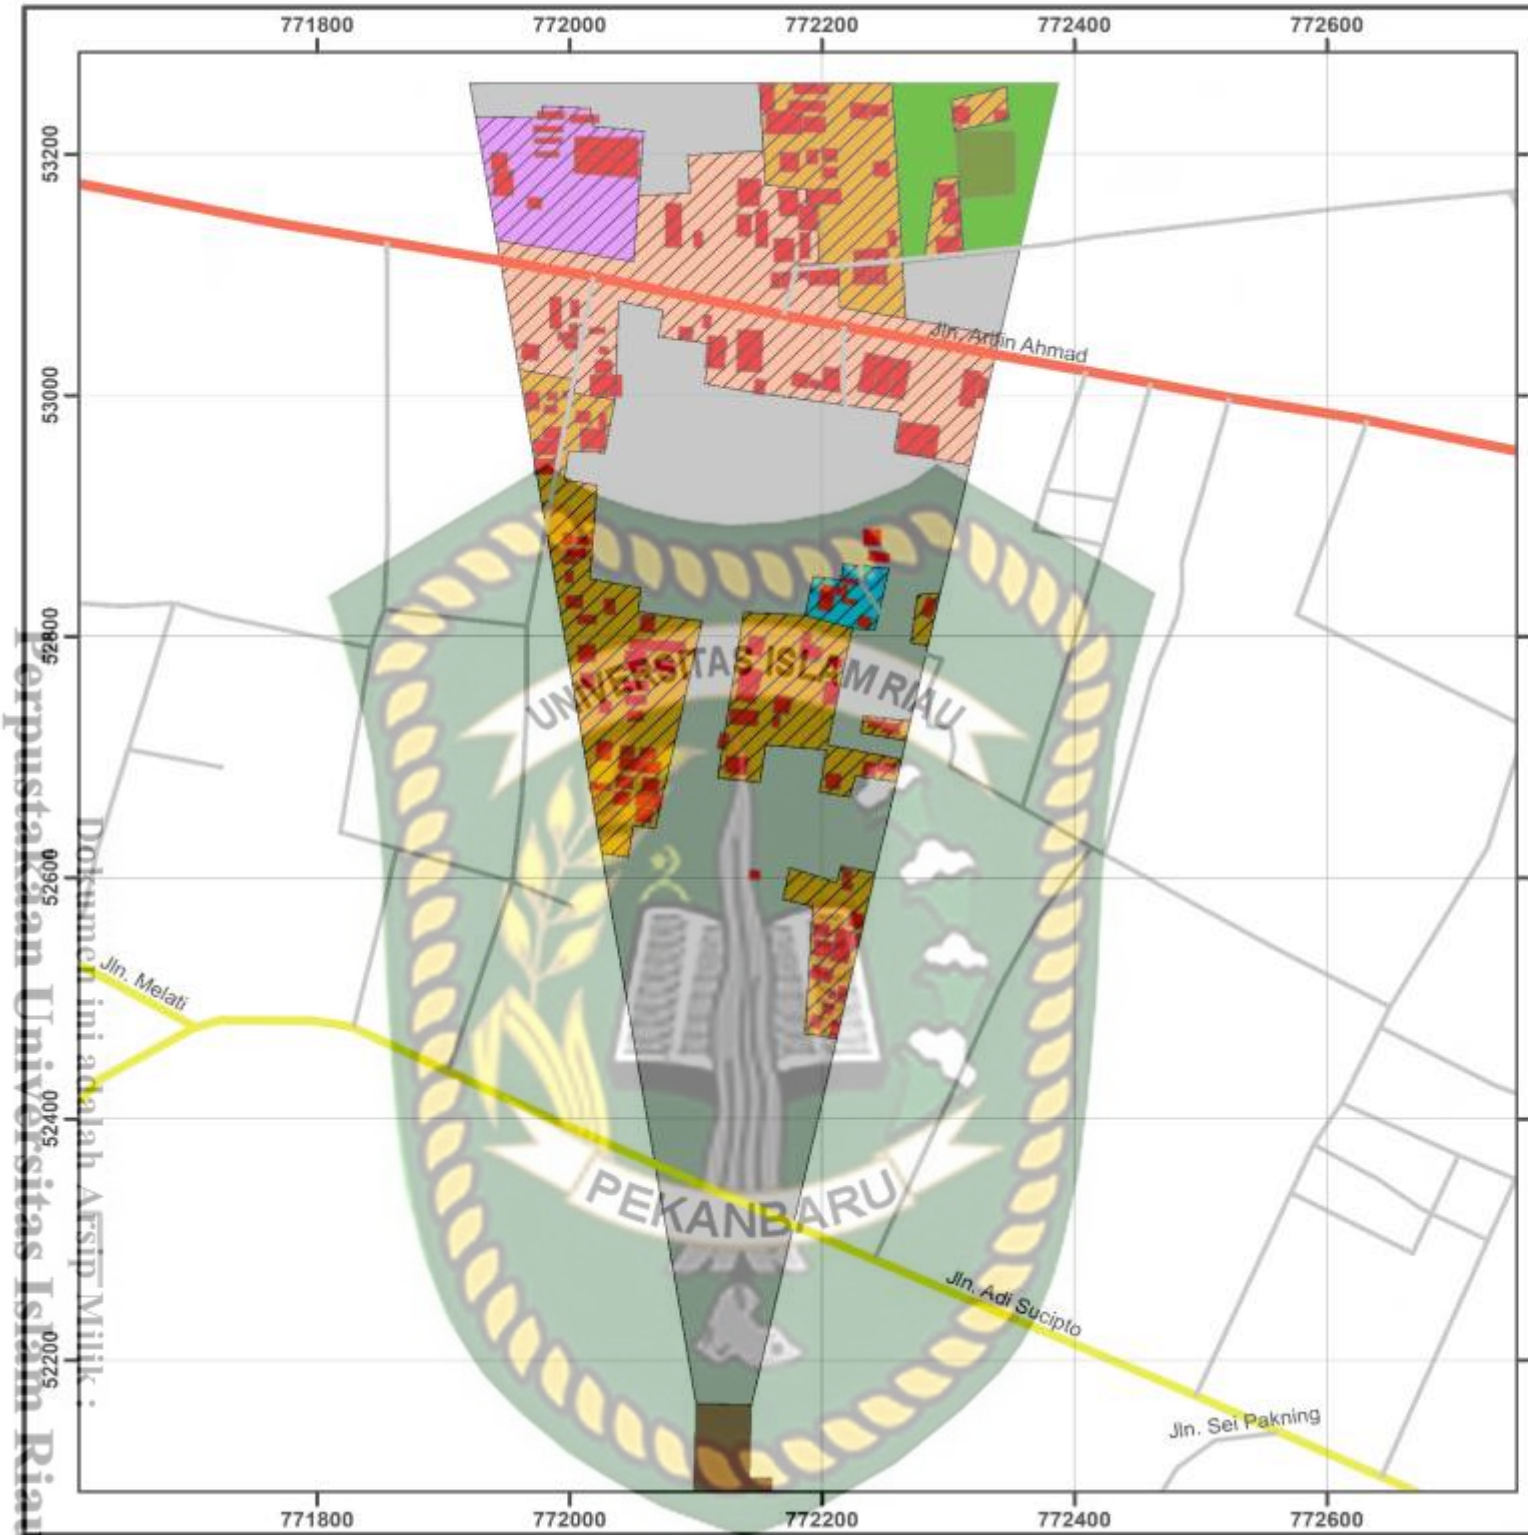 771800 772000 772200 772400 772600
53200
53000
52800
52600
52400
52200
Jln. Arifin Ahmad
UNIVERSITAS ISLAM RIAU
Jln. Melati
PEKANBARU
Jln. Adi Sucipto
Jln. Sei Pakning
Perpustakaan Universitas Islam Riau
Dokumen ini adalah Arsip Milik :
771800 772000 772200 772400 772600